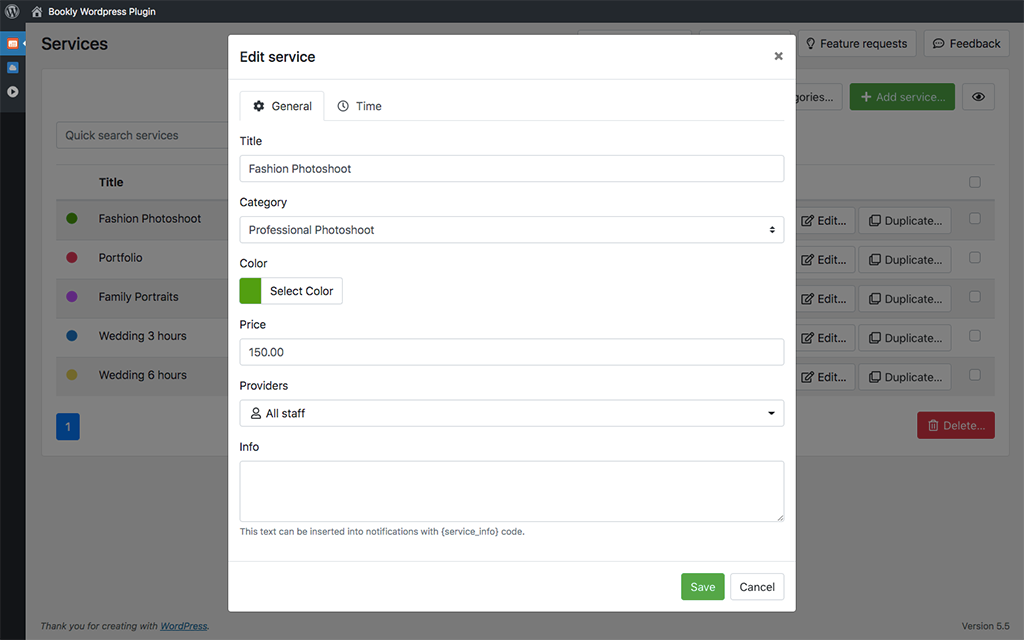 Bookly Wordpress Plugin
Services
Feature requests
Feedback
gories...
Add service...
Quick search services
Title
Fashion Photoshoot
Edit...
Duplicate...
Portfolio
Edit...
Duplicate...
Family Portraits
Edit...
Duplicate...
Wedding 3 hours
Edit...
Duplicate...
Wedding 6 hours
Edit...
Duplicate...
1
Delete...
Edit service
×
General
Time
Title
Fashion Photoshoot
Category
Professional Photoshoot
Color
Select Color
Price
150.00
Providers
All staff
Info
This text can be inserted into notifications with {service_info} code.
Save
Cancel
Thank you for creating with WordPress.
Version 5.5